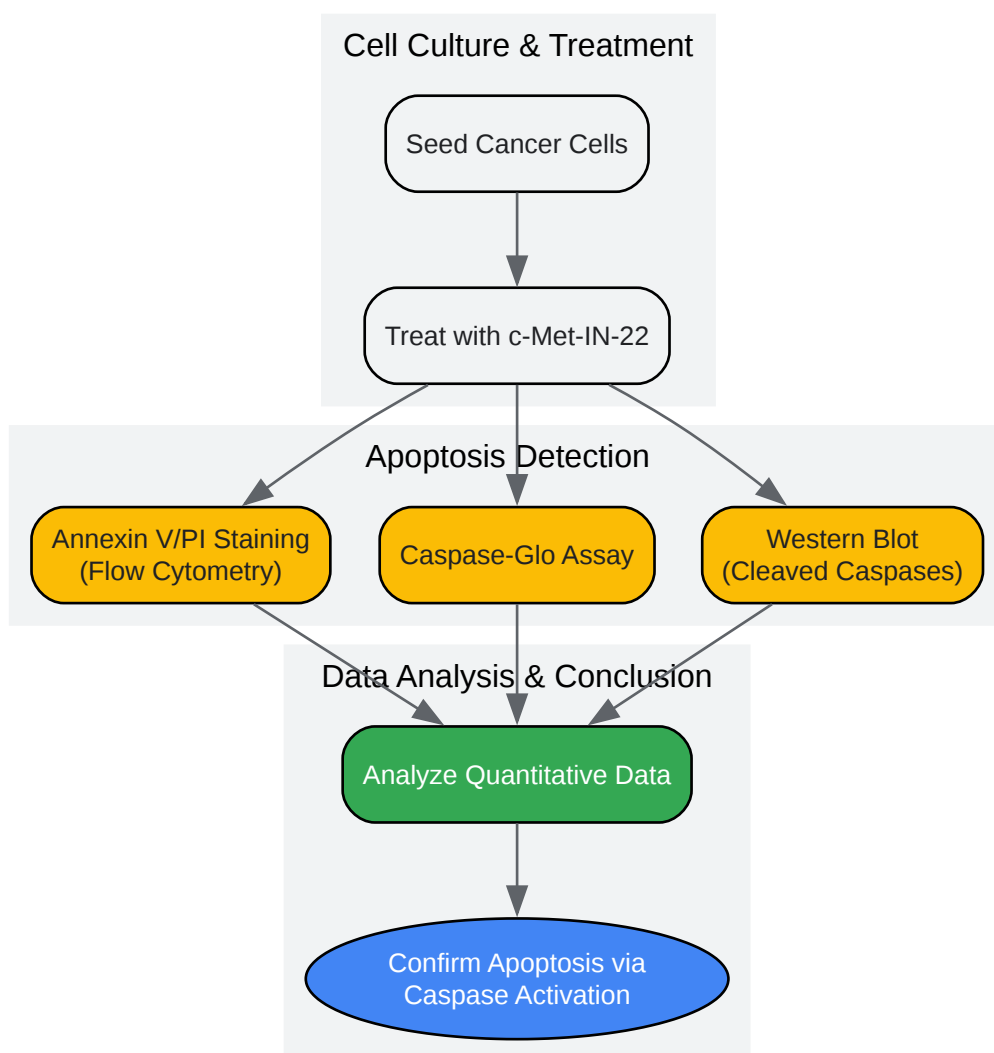 Cell Culture & Treatment
Seed Cancer Cells
Treat with c-Met-IN-22
Apoptosis Detection
Annexin V/PI Staining
(Flow Cytometry)
Caspase-Glo Assay
Western Blot
(Cleaved Caspases)
Data Analysis & Conclusion
Analyze Quantitative Data
Confirm Apoptosis via
Caspase Activation